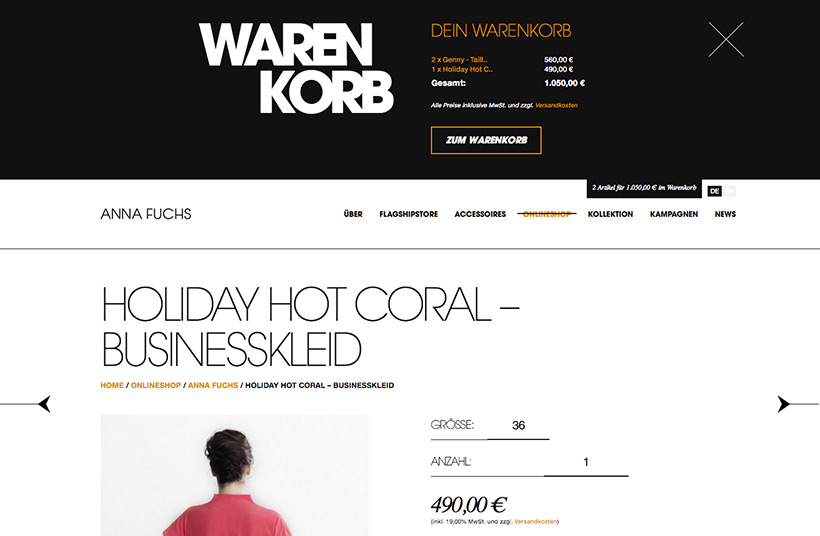 WAREN
KORB
DEIN WARENKORB
2 x Genny - Taill.. 560,00 €
1 x Holiday Hot C.. 490,00 €
Gesamt: 1.050,00 €
Alle Preise inklusive MwSt. und zzgl. Versandkosten
ZUM WARENKORB
2 Artikel für 1.050,00 € im Warenkorb
DE
ANNA FUCHS
ÜBER FLAGSHIPSTORE ACCESSOIRES ONLINESHOP KOLLEKTION KAMPAGNEN NEWS
HOLIDAY HOT CORAL –
BUSINESSKLEID
HOME / ONLINESHOP / ANNA FUCHS / HOLIDAY HOT CORAL – BUSINESSKLEID
GRÖSSE: 36
ANZAHL: 1
490,00 €
(inkl. 19,00% MwSt. und zzgl. Versandkosten)